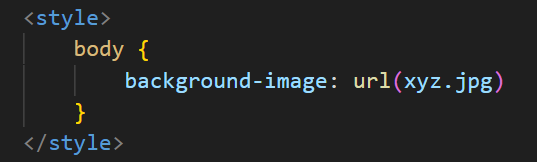 <style>
body {
background-image: url(xyz.jpg)
}
</style>